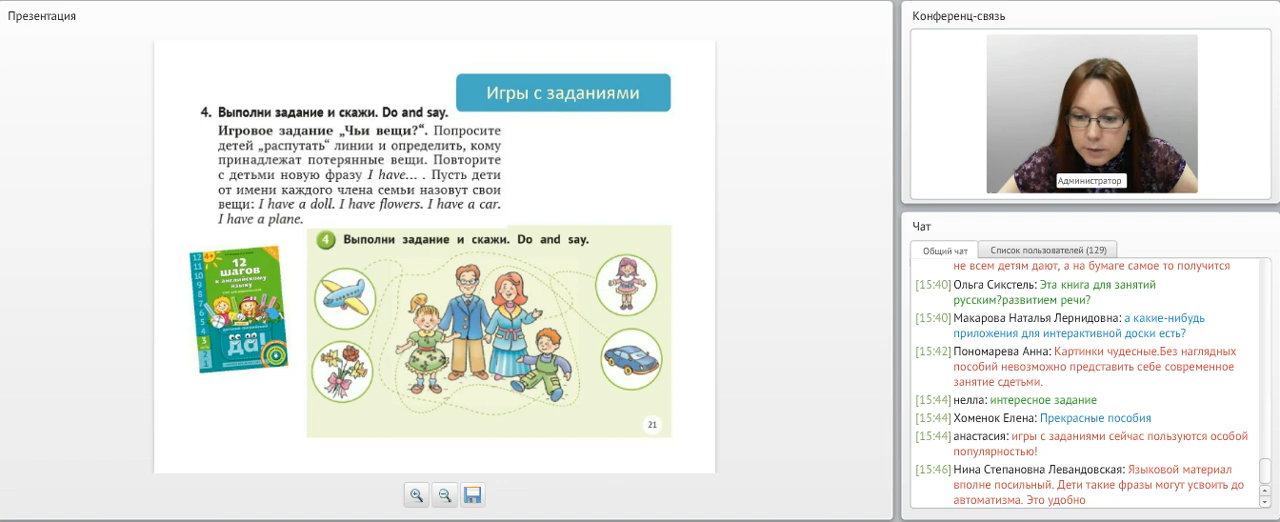 Презентация
Игры с заданиями
4. Выполни задание и скажи. Do and say.
Игровое задание „Чьи вещи?“. Попросите
детей „распутать“ линии и определить, кому
принадлежат потерянные вещи. Повторите
с детьми новую фразу I have... . Пусть дети
от имени каждого члена семьи назовут свои
вещи: I have a doll. I have flowers. I have a car.
I have a plane.
12
шагов
к английскому
языку
4+
да!
4 Выполни задание и скажи. Do and say.
21
Конференц-связь
Администратор
Чат
Общий чат
Список пользователей (129)
не всем детям дают, а на бумаге самое то получится
[15:40] Ольга Сикстель: Эта книга для занятий
русским?развитием речи?
[15:40] Макарова Наталья Лернидовна: а какие-нибудь
приложения для интерактивной доски есть?
[15:42] Пономарева Анна: Картинки чудесные.Без наглядных
пособий невозможно представить себе современное
занятие сдетьми.
[15:44] нелла: интересное задание
[15:44] Хоменок Елена: Прекрасные пособия
[15:44] анастасия: игры с заданиями сейчас пользуются особой
популярностью!
[15:46] Нина Степановна Левандовская: Языковой материал
вполне посильный. Дети такие фразы могут усвоить до
автоматизма. Это удобно